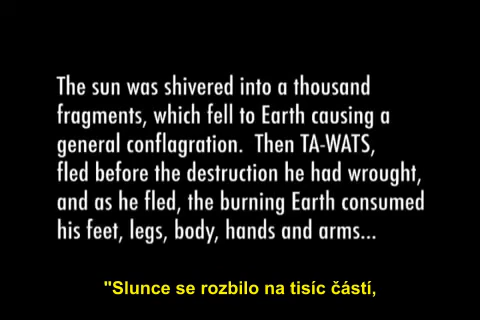 The sun was shivered into a thousand
fragments, which fell to Earth causing a
general conflagration.  Then TA-WATS,
fled before the destruction he had wrought,
and as he fled, the burning Earth consumed
his feet, legs, body, hands and arms...
"Slunce se rozbilo na tisíc částí,